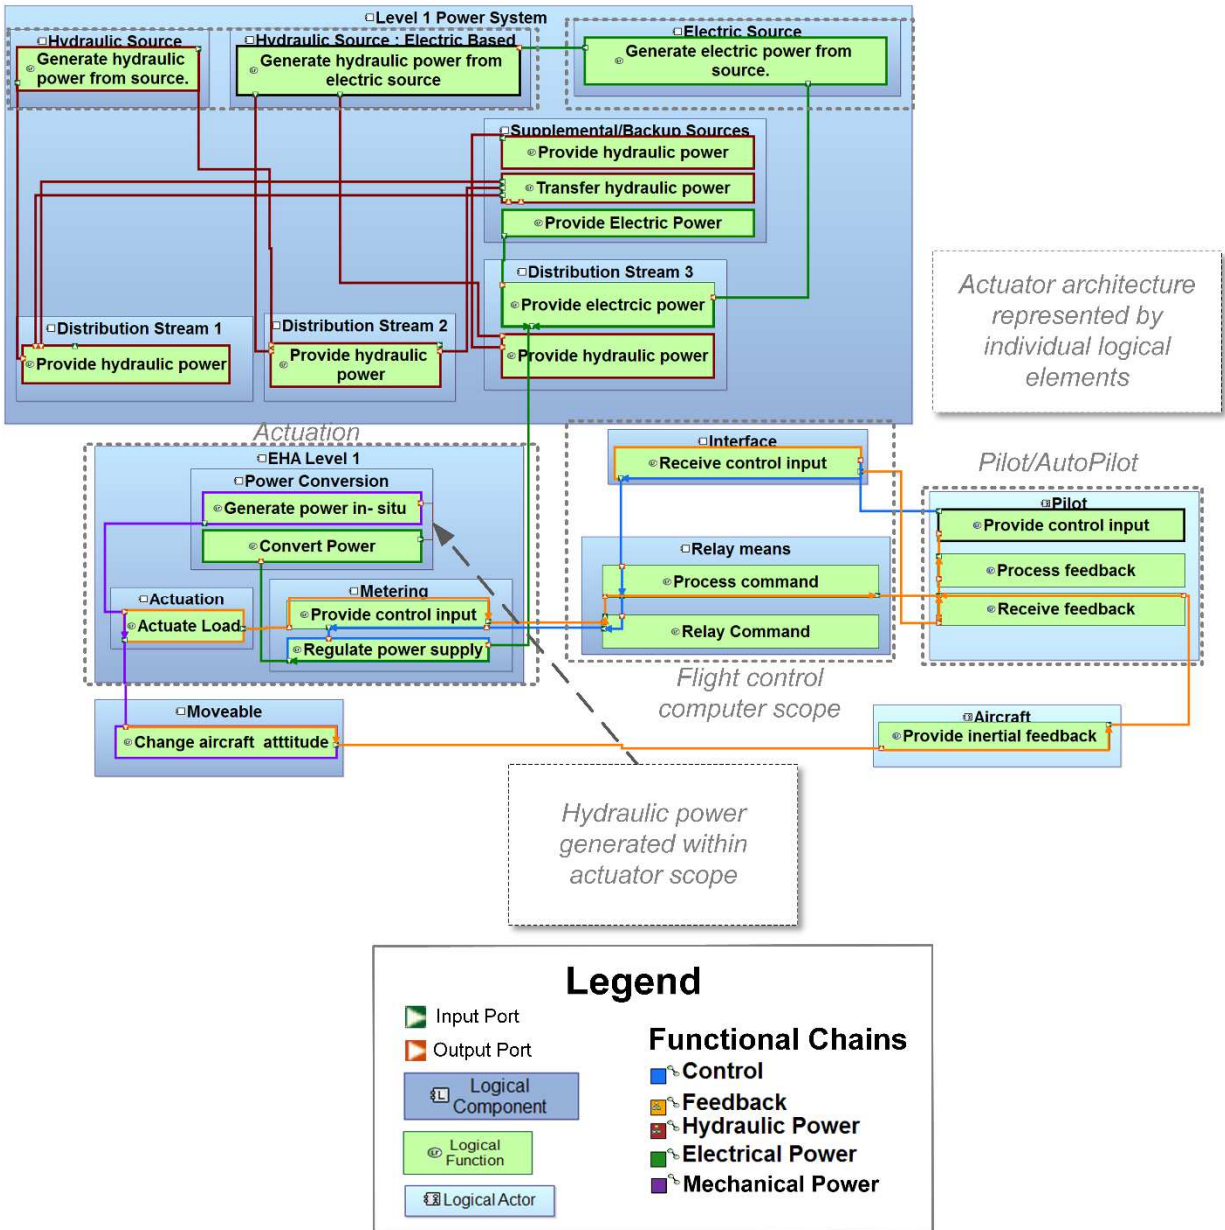 Level 1 Power System
Hydraulic Source
Generate hydraulic
power from source.
Hydraulic Source : Electric Based
Generate hydraulic power from
electric source
Electric Source
Generate electric power from
source.
Supplemental/Backup Sources
Provide hydraulic power
Transfer hydraulic power
Provide Electric Power
Distribution Stream 3
Provide electrcic power
Provide hydraulic power
Distribution Stream 1
Provide hydraulic power
Distribution Stream 2
Provide hydraulic
power
Actuator architecture
represented by
individual logical
elements
Actuation
EHA Level 1
Power Conversion
Generate power in- situ
Convert Power
Actuation
Actuate Load
Metering
Provide control input
Regulate power supply
Interface
Receive control input
Relay means
Process command
Relay Command
Flight control
computer scope
Pilot/AutoPilot
Pilot
Provide control input
Process feedback
Receive feedback
Moveable
Change aircraft atttitude
Aircraft
Provide inertial feedback
Hydraulic power
generated within
actuator scope
Legend
Input Port
Output Port
Logical
Component
Logical
Function
Logical Actor
Functional Chains
Control
Feedback
Hydraulic Power
Electrical Power
Mechanical Power